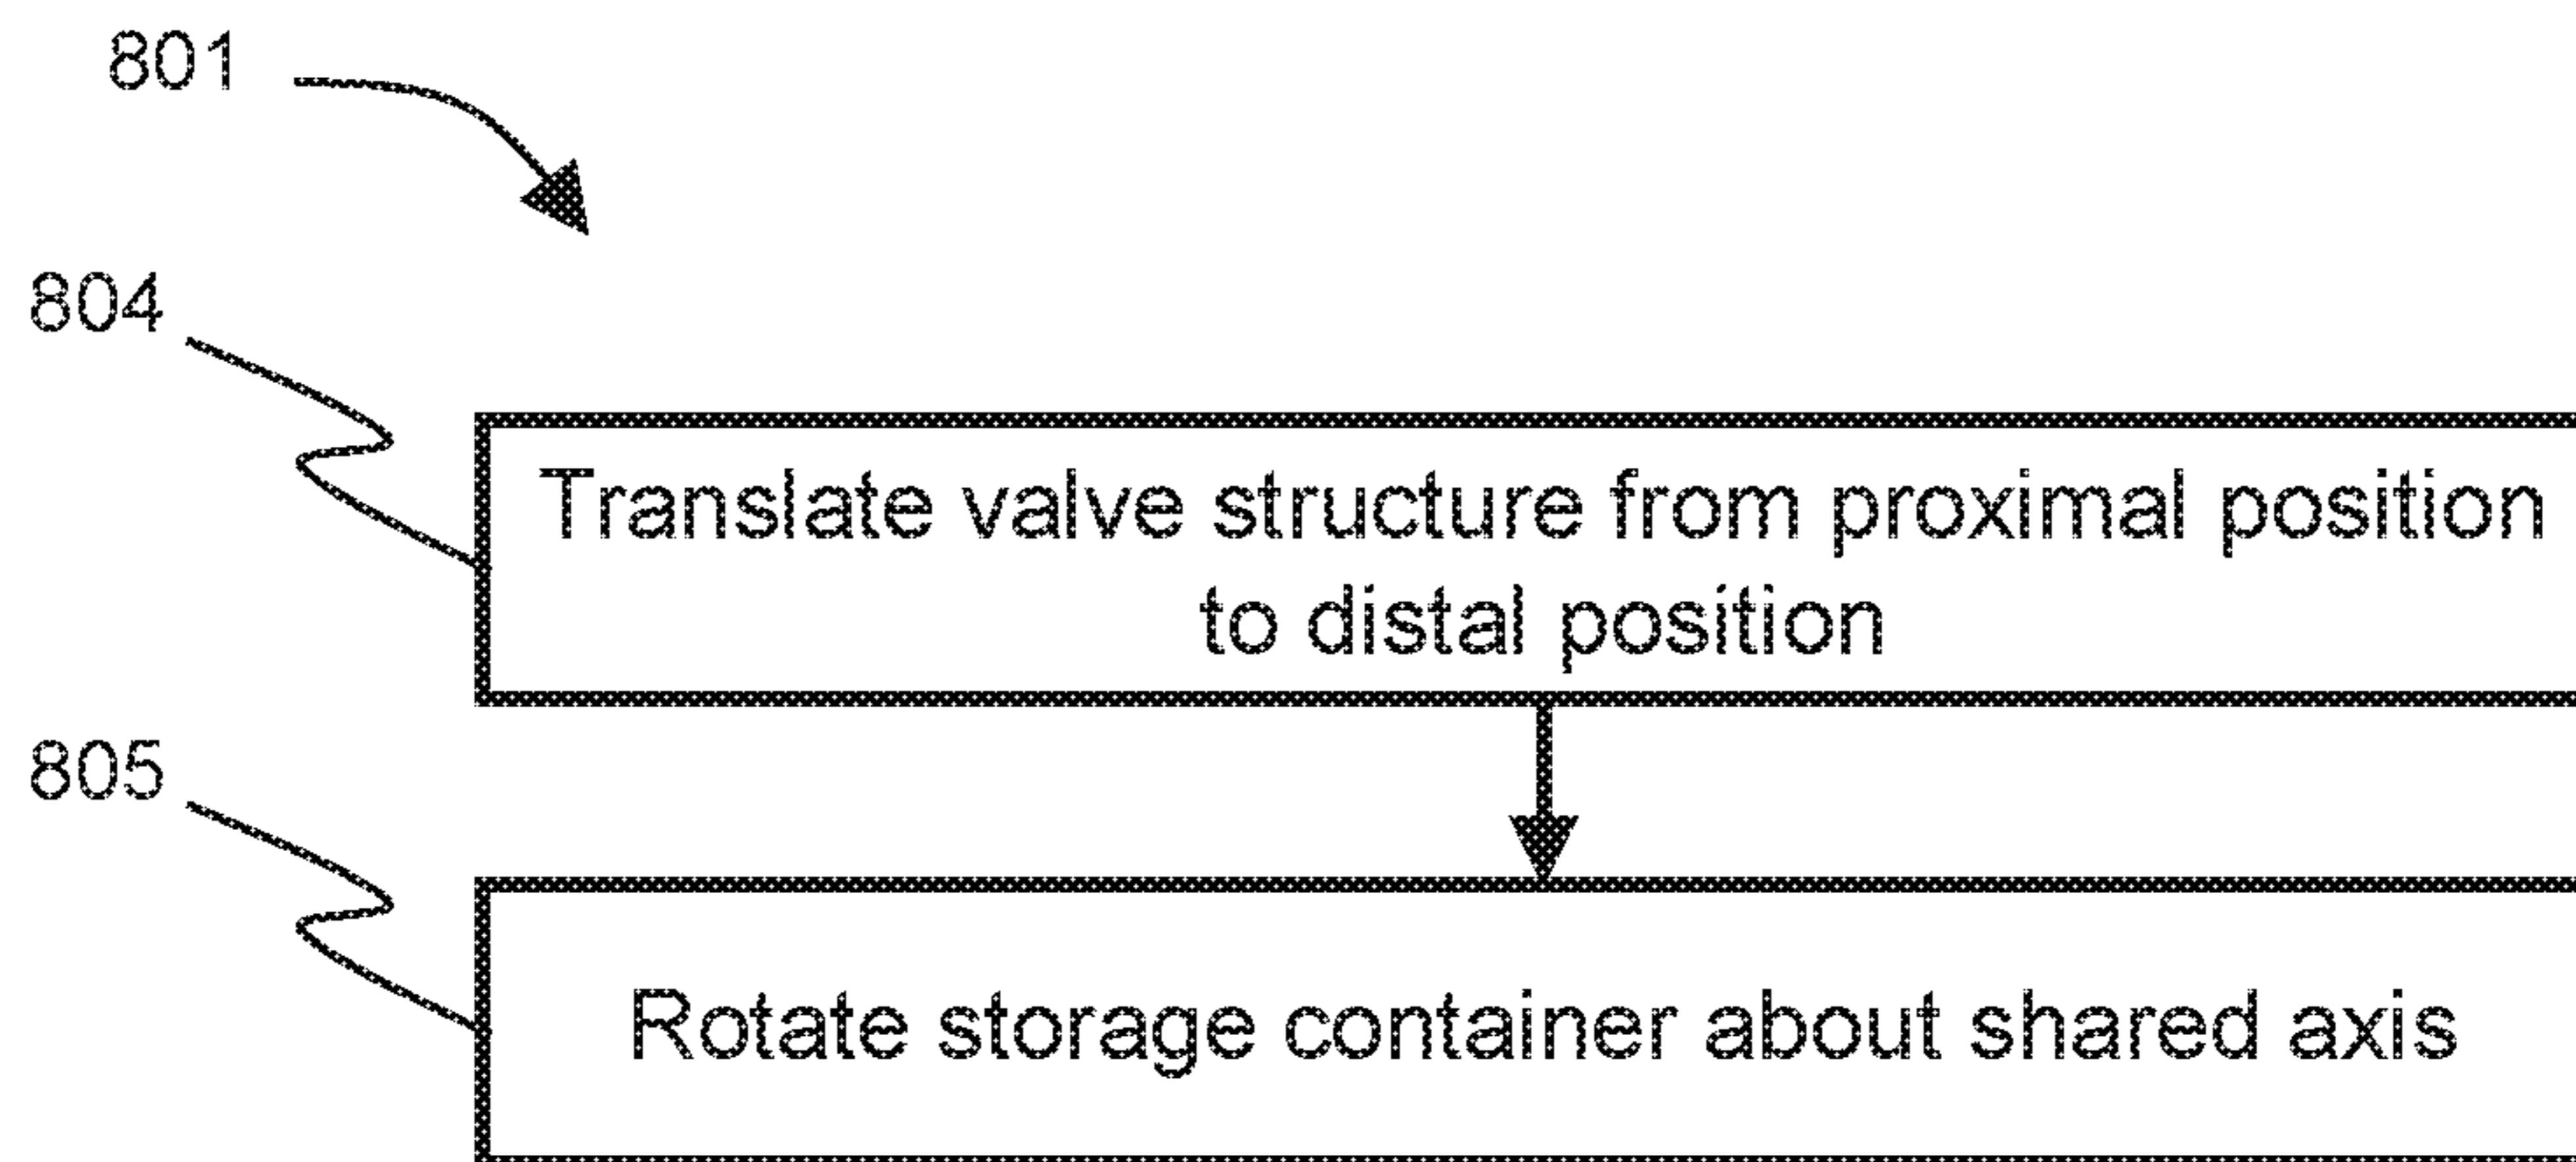 801
804
Translate valve structure from proximal position
to distal position
805
Rotate storage container about shared axis